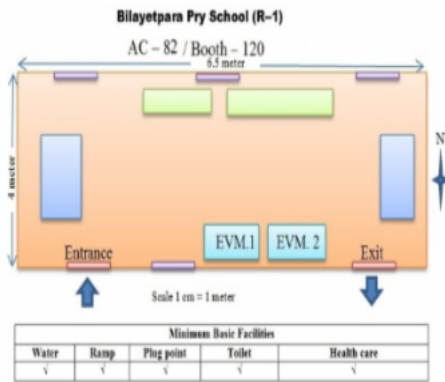 Bilayetpara Pry School (R–1)
AC – 82 / Booth – 120
6.5 meter
4 meter
N
EVM.1 EVM. 2
Entrance Exit
Scale 1 cm = 1 meter
Minimum Basic Facilities
Water Ramp Plug point Toilet Health care
√ √ √ √ √